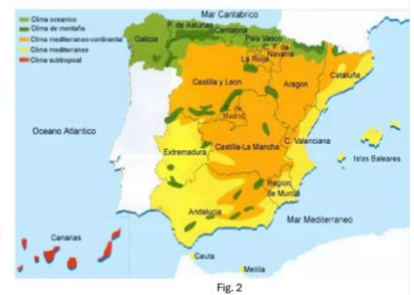 Mar Cantabrico
Clima oceanico
Clima de montaña
Clima mediterraneo-continental
Clima mediterraneo
Clima subtropical
P. de Asturias
Cantabria
Galicia
Pais Vasco
C. F. de
Navarra
La Rioja
Cataluña
Castilla y Leon
Aragon
C. de
Madrid
Oceano Atlantico
Extremadura
Castilla-La Mancha
C. Valenciana
Islas Baleares
Region
de Murcia
Andalucia
Mar Mediterraneo
Canarias
Ceuta
Melilla
Fig. 2